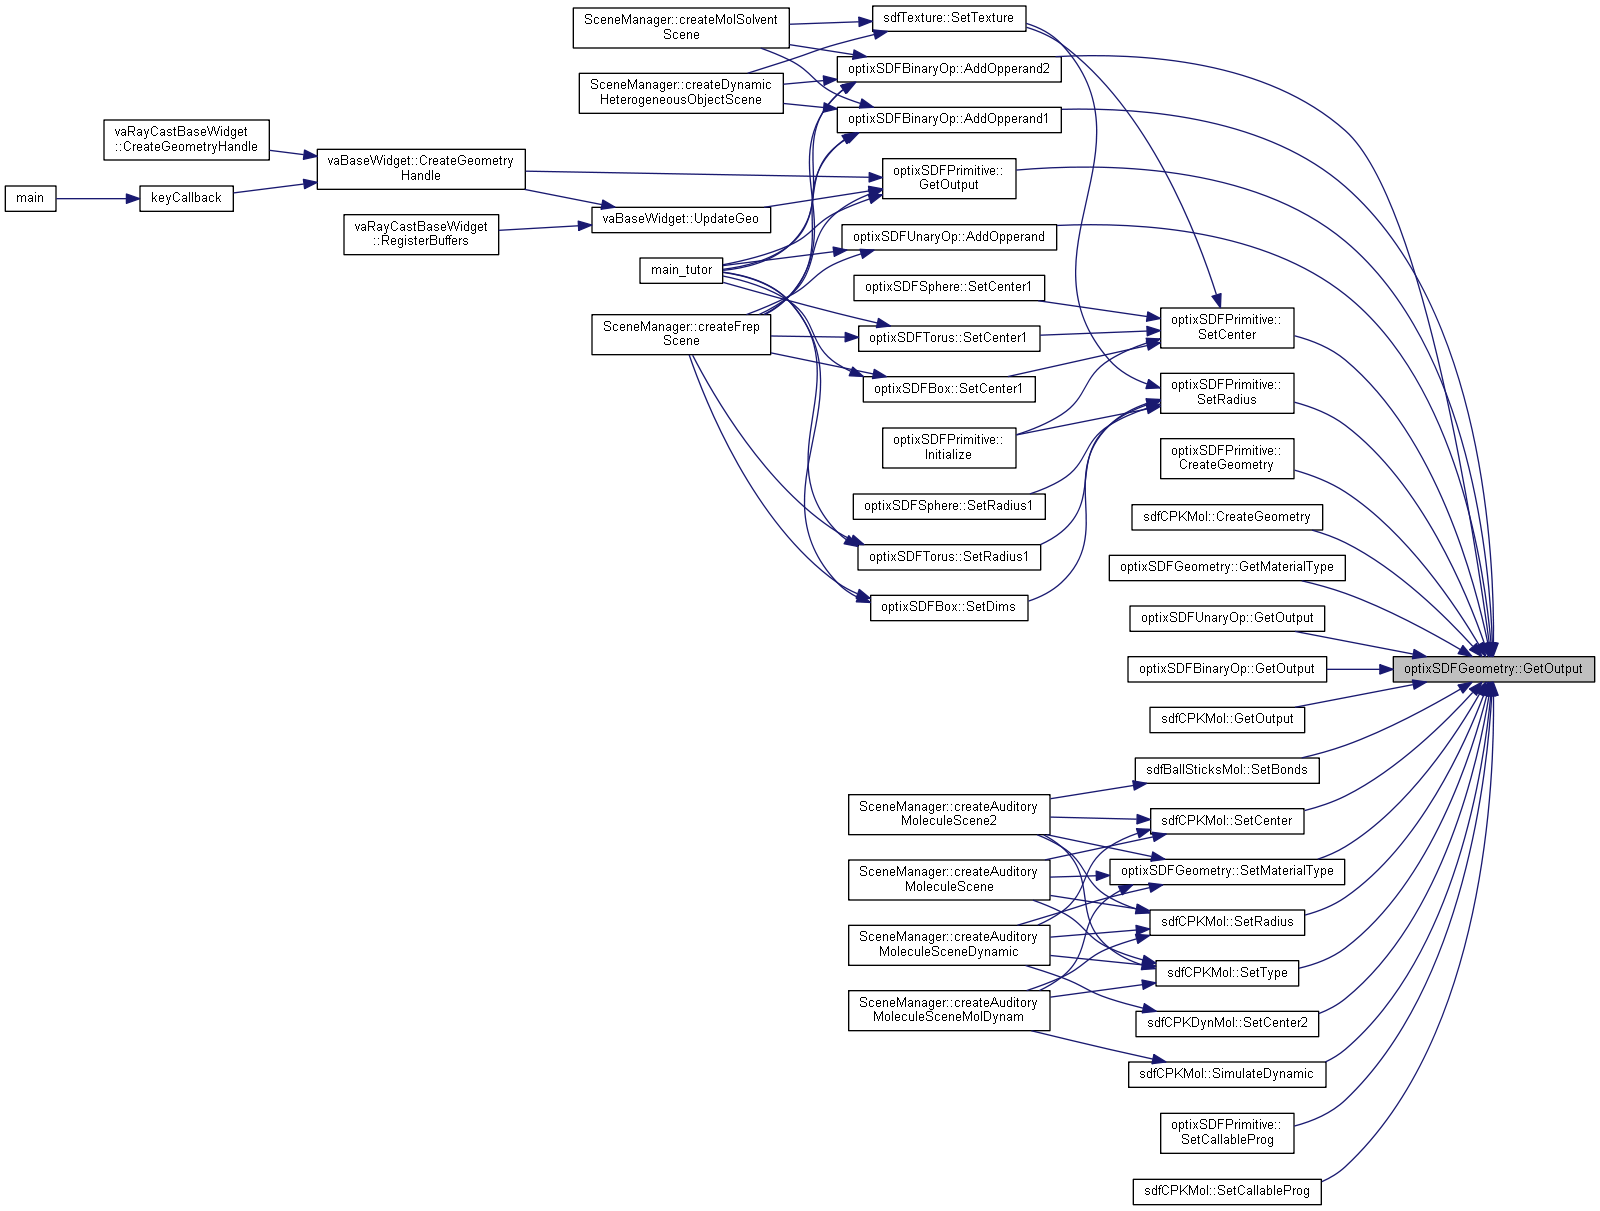 SceneManager::createMolSolvent
Scene
sdfTexture::SetTexture
optixSDFBinaryOp::AddOpperand2
SceneManager::createDynamic
HeterogeneousObjectScene
optixSDFBinaryOp::AddOpperand1
vaRayCastBaseWidget
::CreateGeometryHandle
vaBaseWidget::CreateGeometry
Handle
optixSDFPrimitive::
GetOutput
main
keyCallback
vaBaseWidget::UpdateGeo
vaRayCastBaseWidget
::RegisterBuffers
optixSDFUnaryOp::AddOpperand
main_tutor
optixSDFSphere::SetCenter1
optixSDFPrimitive::
SetCenter
SceneManager::createFrep
Scene
optixSDFTorus::SetCenter1
optixSDFBox::SetCenter1
optixSDFPrimitive::
SetRadius
optixSDFPrimitive::
Initialize
optixSDFPrimitive::
CreateGeometry
optixSDFSphere::SetRadius1
sdfCPKMol::CreateGeometry
optixSDFTorus::SetRadius1
optixSDFGeometry::GetMaterialType
optixSDFBox::SetDims
optixSDFUnaryOp::GetOutput
optixSDFBinaryOp::GetOutput
optixSDFGeometry::GetOutput
sdfCPKMol::GetOutput
sdfBallSticksMol::SetBonds
SceneManager::createAuditory
MoleculeScene2
sdfCPKMol::SetCenter
SceneManager::createAuditory
MoleculeScene
optixSDFGeometry::SetMaterialType
sdfCPKMol::SetRadius
SceneManager::createAuditory
MoleculeSceneDynamic
sdfCPKMol::SetType
SceneManager::createAuditory
MoleculeSceneMolDynam
sdfCPKDynMol::SetCenter2
sdfCPKMol::SimulateDynamic
optixSDFPrimitive::
SetCallableProg
sdfCPKMol::SetCallableProg